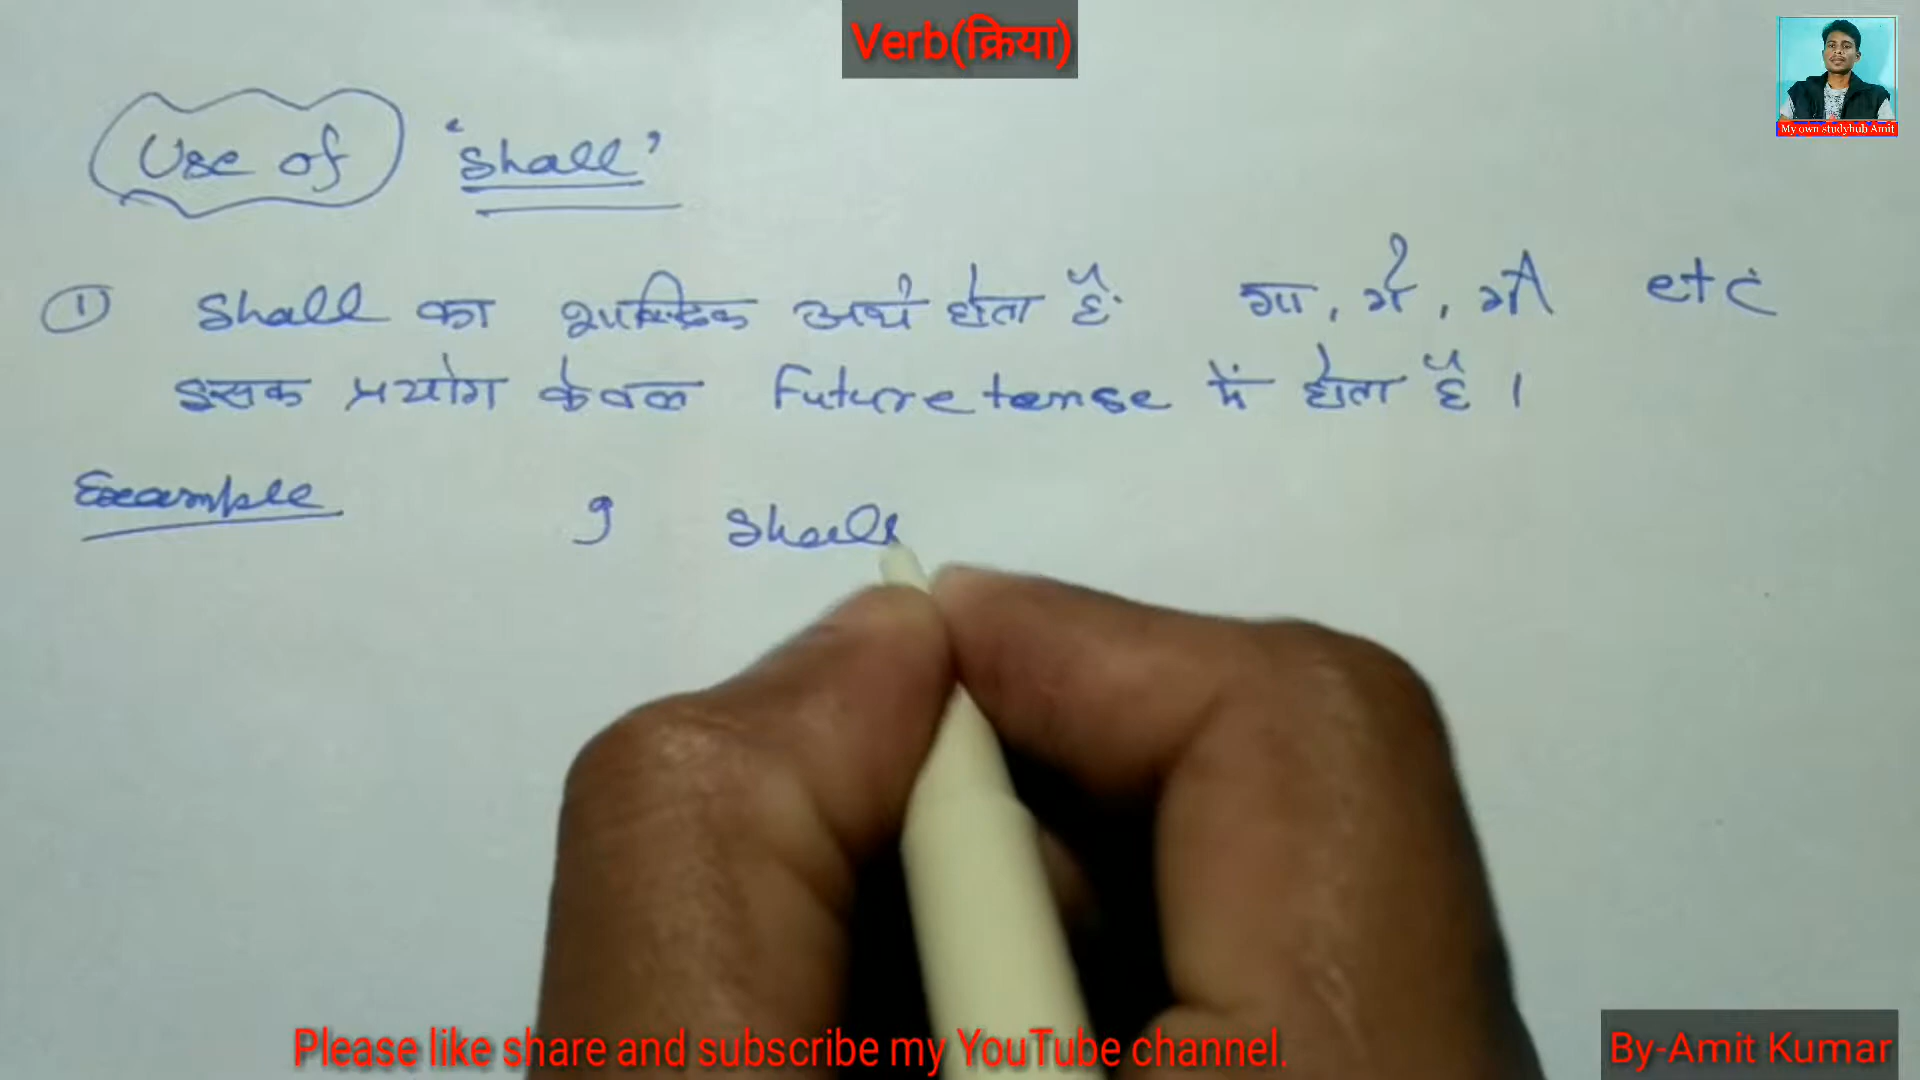 Verb(क्रिया)
My own studyhub Amit
Use of 'Shall'
① Shall का शाब्दिक अर्थ होता है. गा, गे, गी etc
इसक प्रयोग केवल Future tense में होता है ।
Example I Shall
Please like share and subscribe my YouTube channel.
By-Amit Kumar